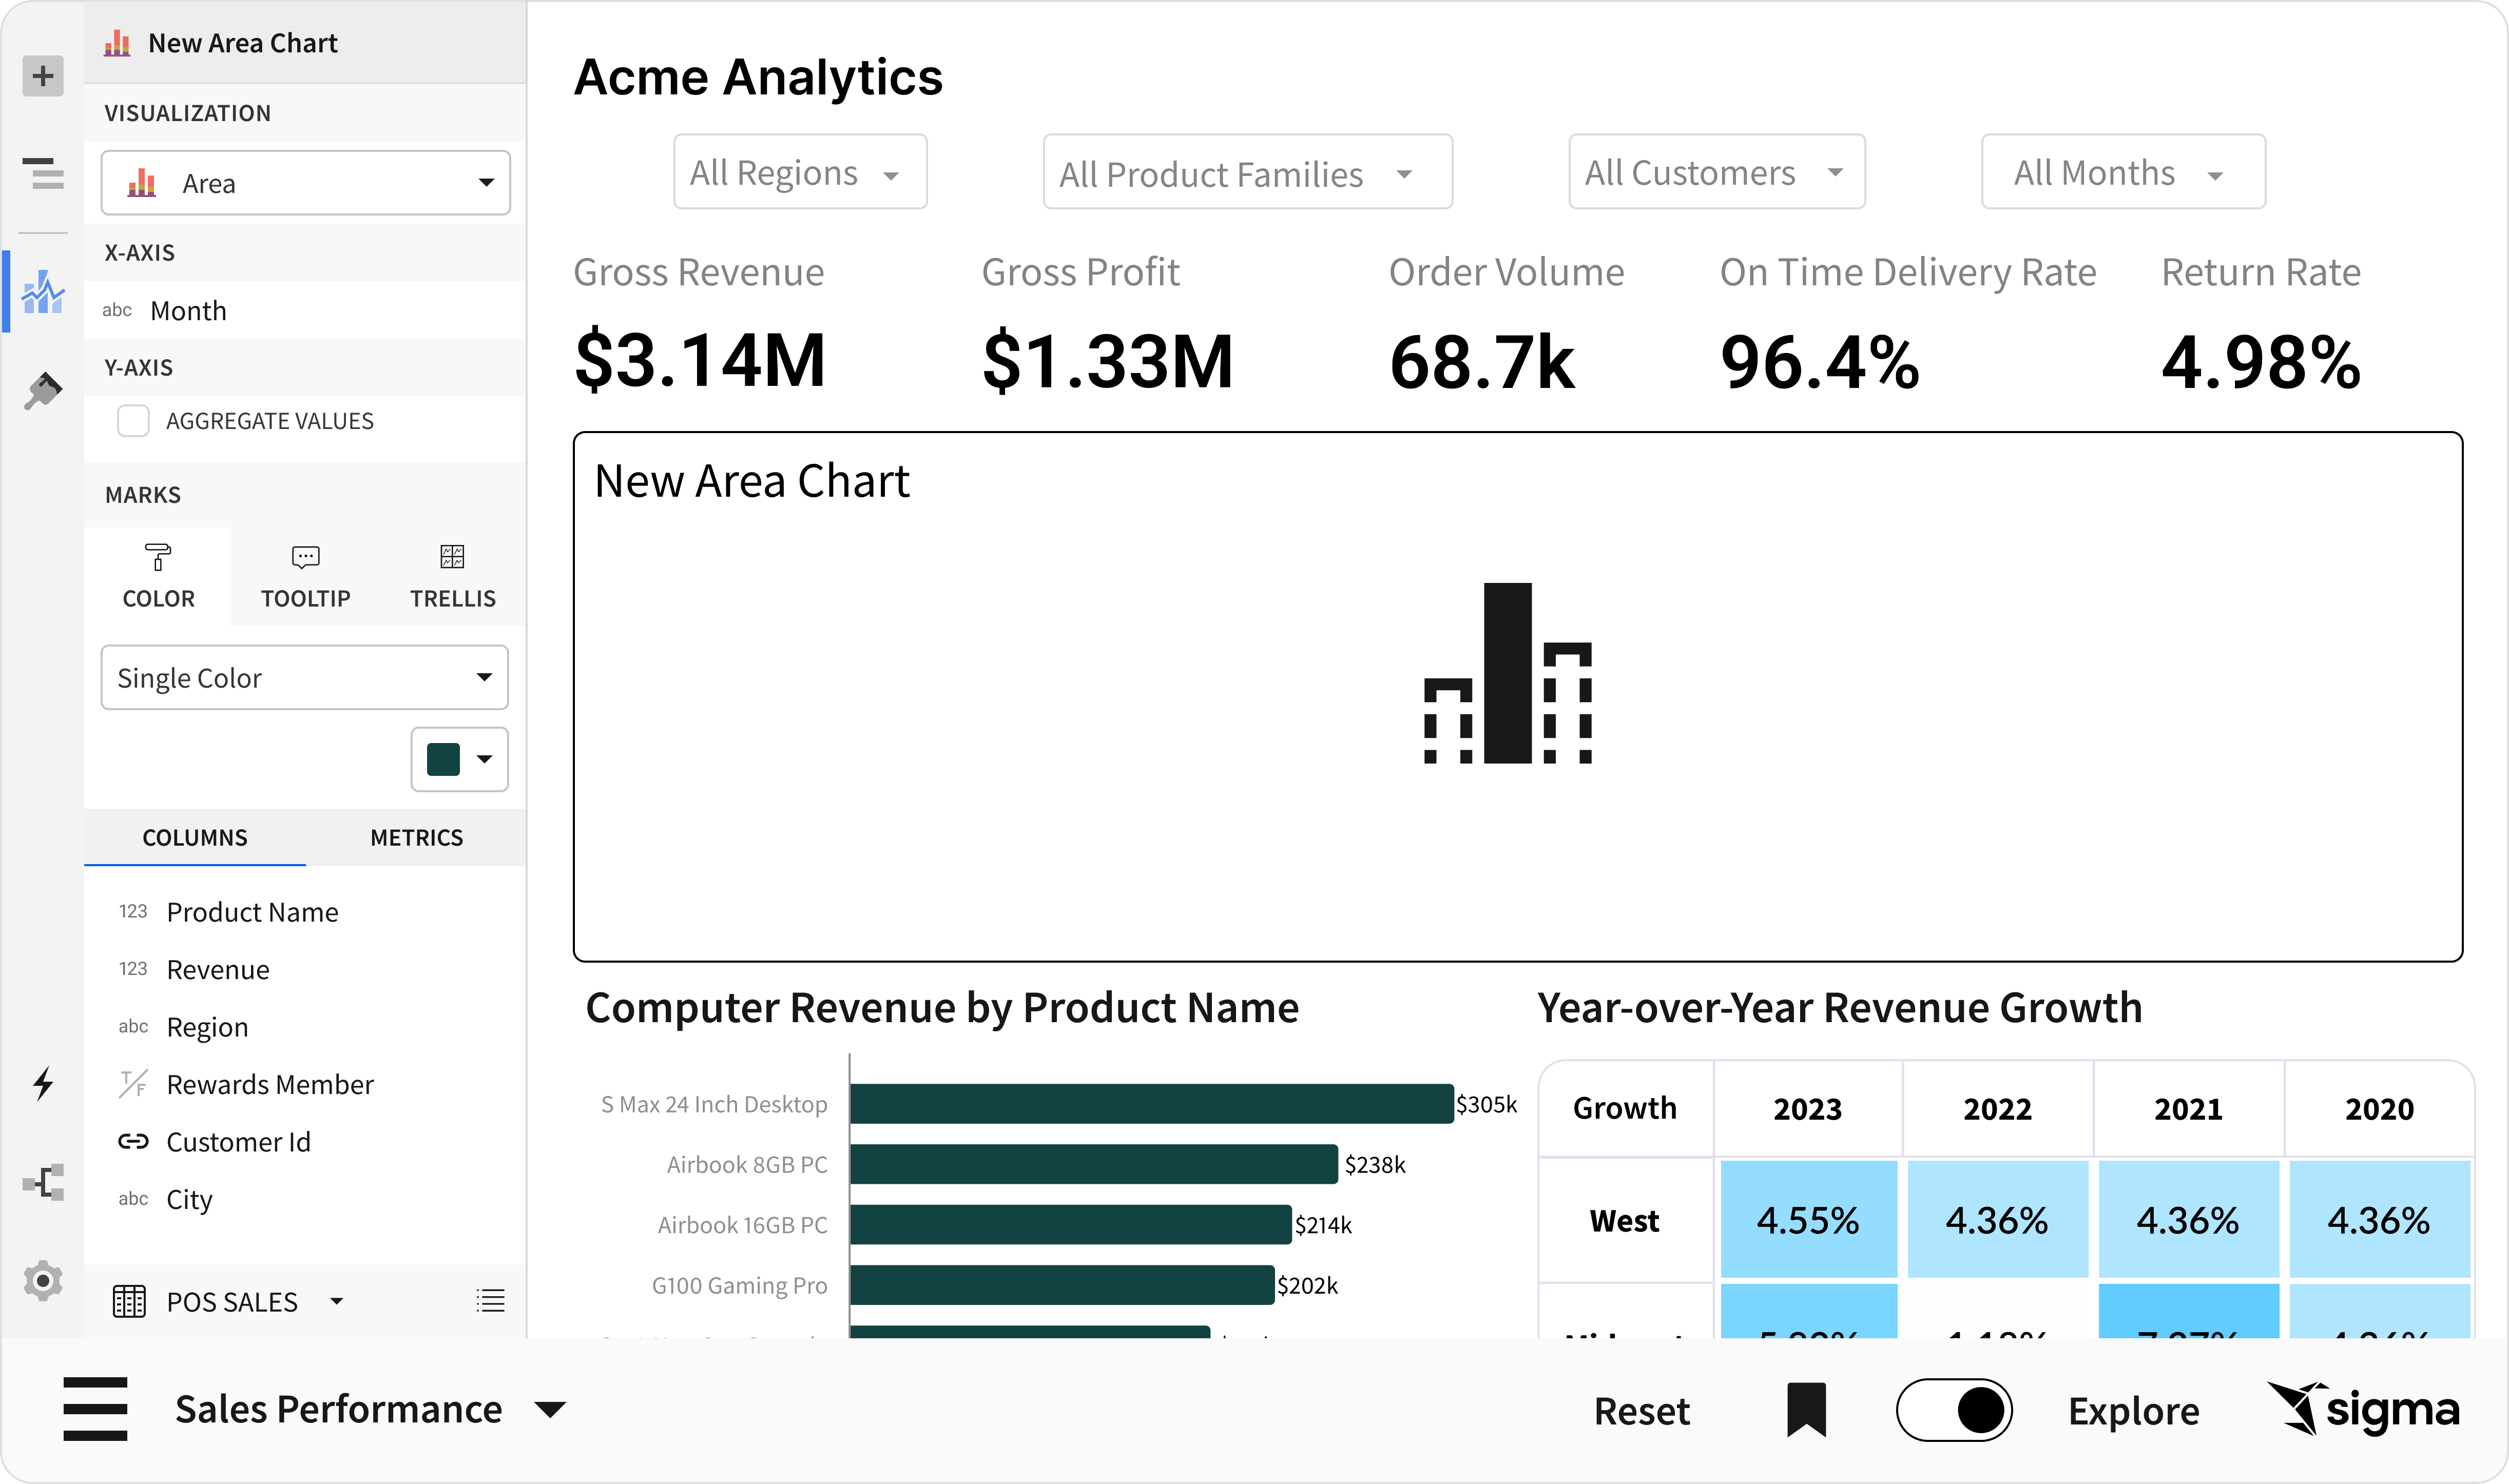 New Area Chart
VISUALIZATION
Area
X-AXIS
abc Month
Y-AXIS
AGGREGATE VALUES
MARKS
COLOR TOOLTIP TRELLIS
Single Color
COLUMNS METRICS
123 Product Name
123 Revenue
abc Region
T/F Rewards Member
Customer Id
abc City
POS SALES
Acme Analytics
All Regions All Product Families All Customers All Months
Gross Revenue Gross Profit Order Volume On Time Delivery Rate Return Rate
$3.14M $1.33M 68.7k 96.4% 4.98%
New Area Chart
Computer Revenue by Product Name
S Max 24 Inch Desktop $305k
Airbook 8GB PC $238k
Airbook 16GB PC $214k
G100 Gaming Pro $202k
Year-over-Year Revenue Growth
Growth 2023 2022 2021 2020
West 4.55% 4.36% 4.36% 4.36%
Sales Performance
Reset
Explore
sigma